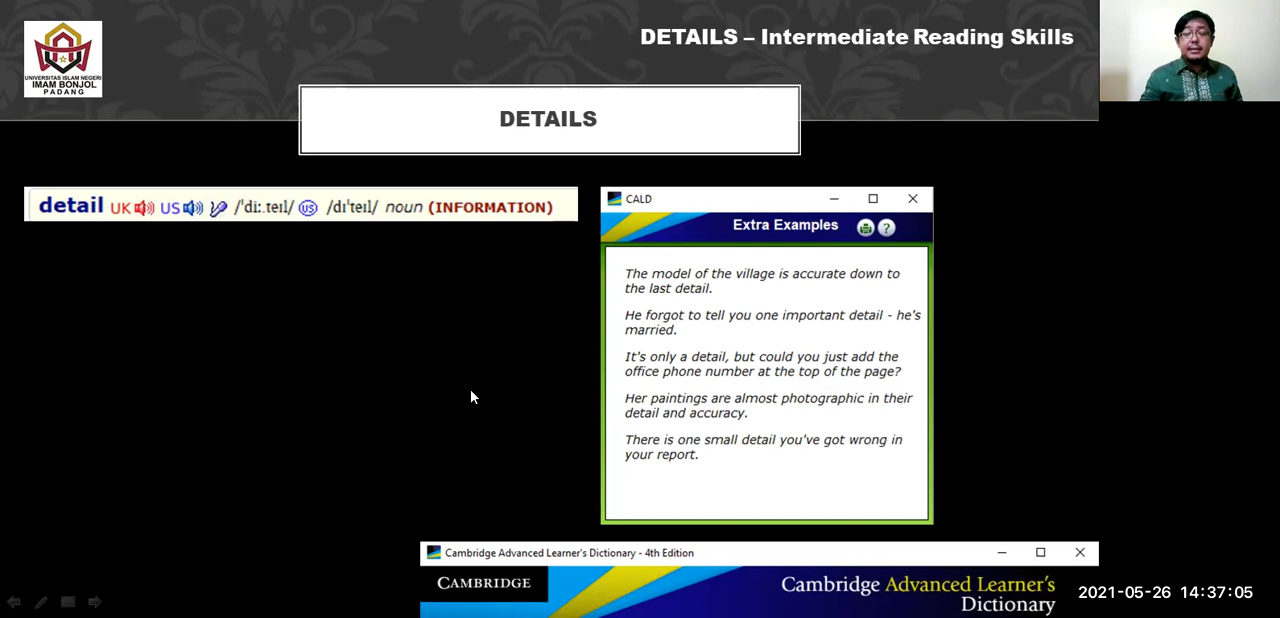 DETAILS – Intermediate Reading Skills
UNIVERSITAS ISLAM NEGERI
IMAM BONJOL
PADANG
DETAILS
detail UK US /ˈdiː.teɪl/ US /dɪˈteɪl/ noun (INFORMATION)
CALD
Extra Examples
?
The model of the village is accurate down to
the last detail.
He forgot to tell you one important detail - he's
married.
It's only a detail, but could you just add the
office phone number at the top of the page?
Her paintings are almost photographic in their
detail and accuracy.
There is one small detail you've got wrong in
your report.
Cambridge Advanced Learner's Dictionary - 4th Edition
CAMBRIDGE
Cambridge Advanced Learner's
Dictionary
2021-05-26 14:37:05